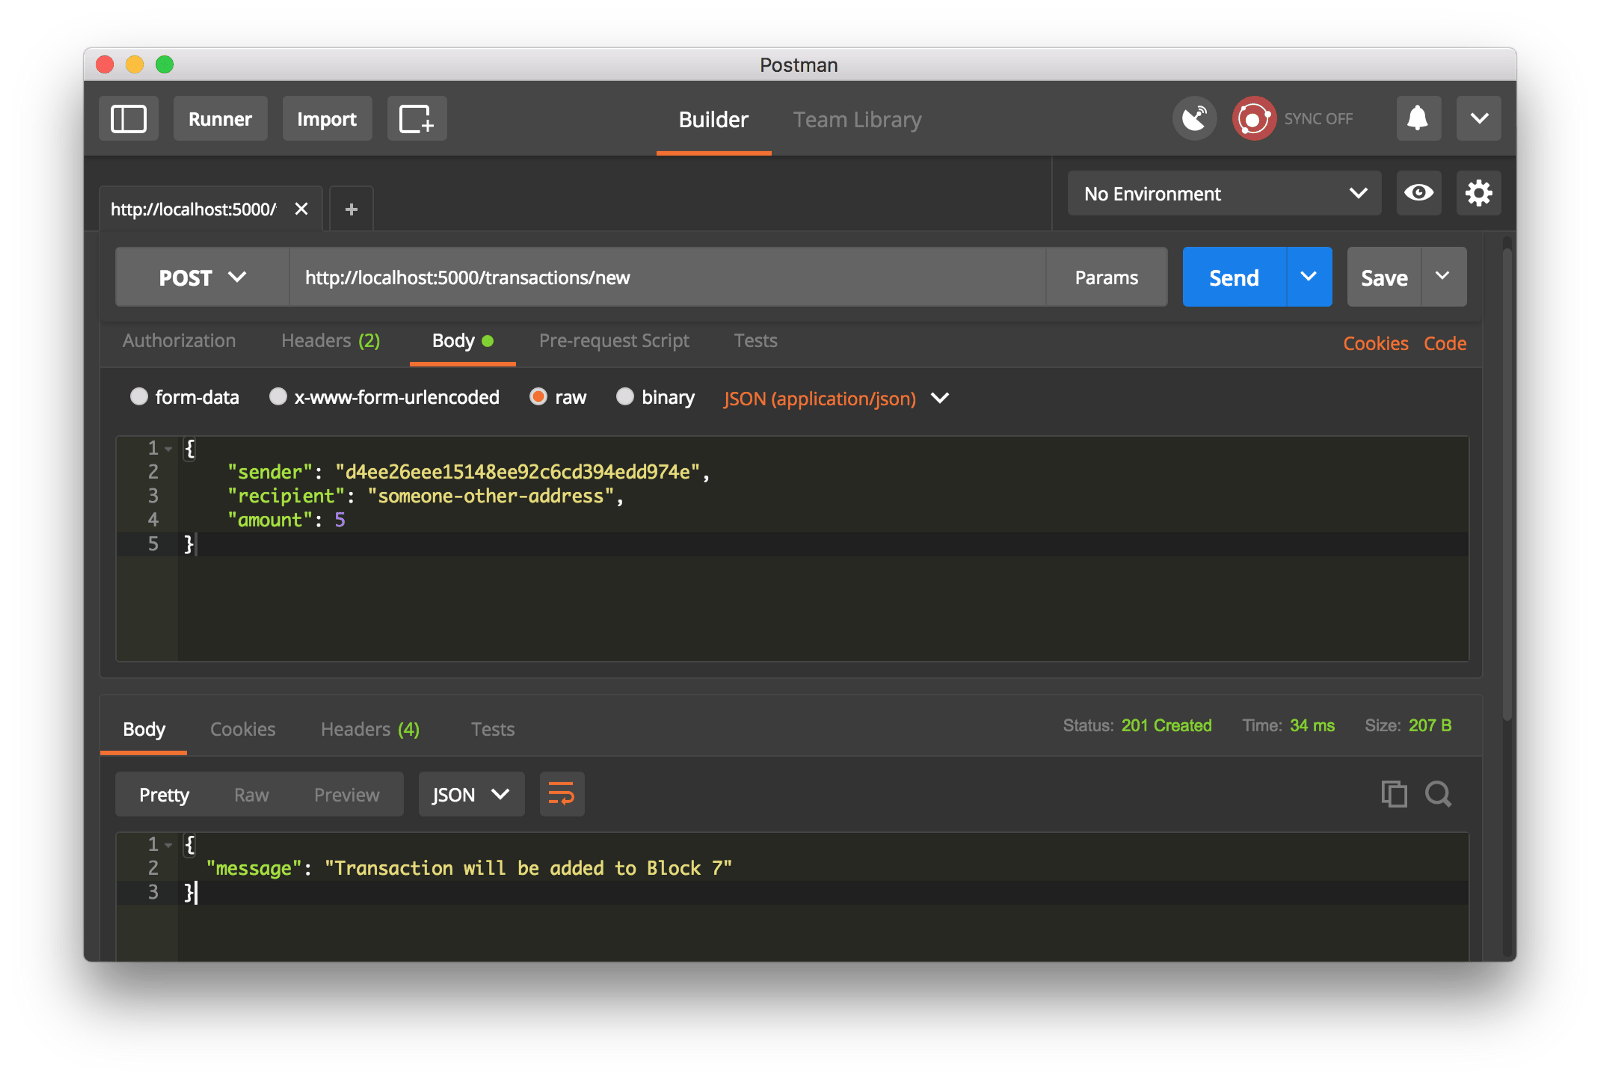 Postman
Runner Import Builder Team Library SYNC OFF
http://localhost:5000/ No Environment
POST http://localhost:5000/transactions/new Params Send Save
Authorization Headers (2) Body Pre-request Script Tests Cookies Code
form-data x-www-form-urlencoded raw binary JSON (application/json)
1 {
2 "sender": "d4ee26eee15148ee92c6cd394edd974e",
3 "recipient": "someone-other-address",
4 "amount": 5
5 }
Body Cookies Headers (4) Tests Status: 201 Created Time: 34 ms Size: 207 B
Pretty Raw Preview JSON
1 {
2 "message": "Transaction will be added to Block 7"
3 }